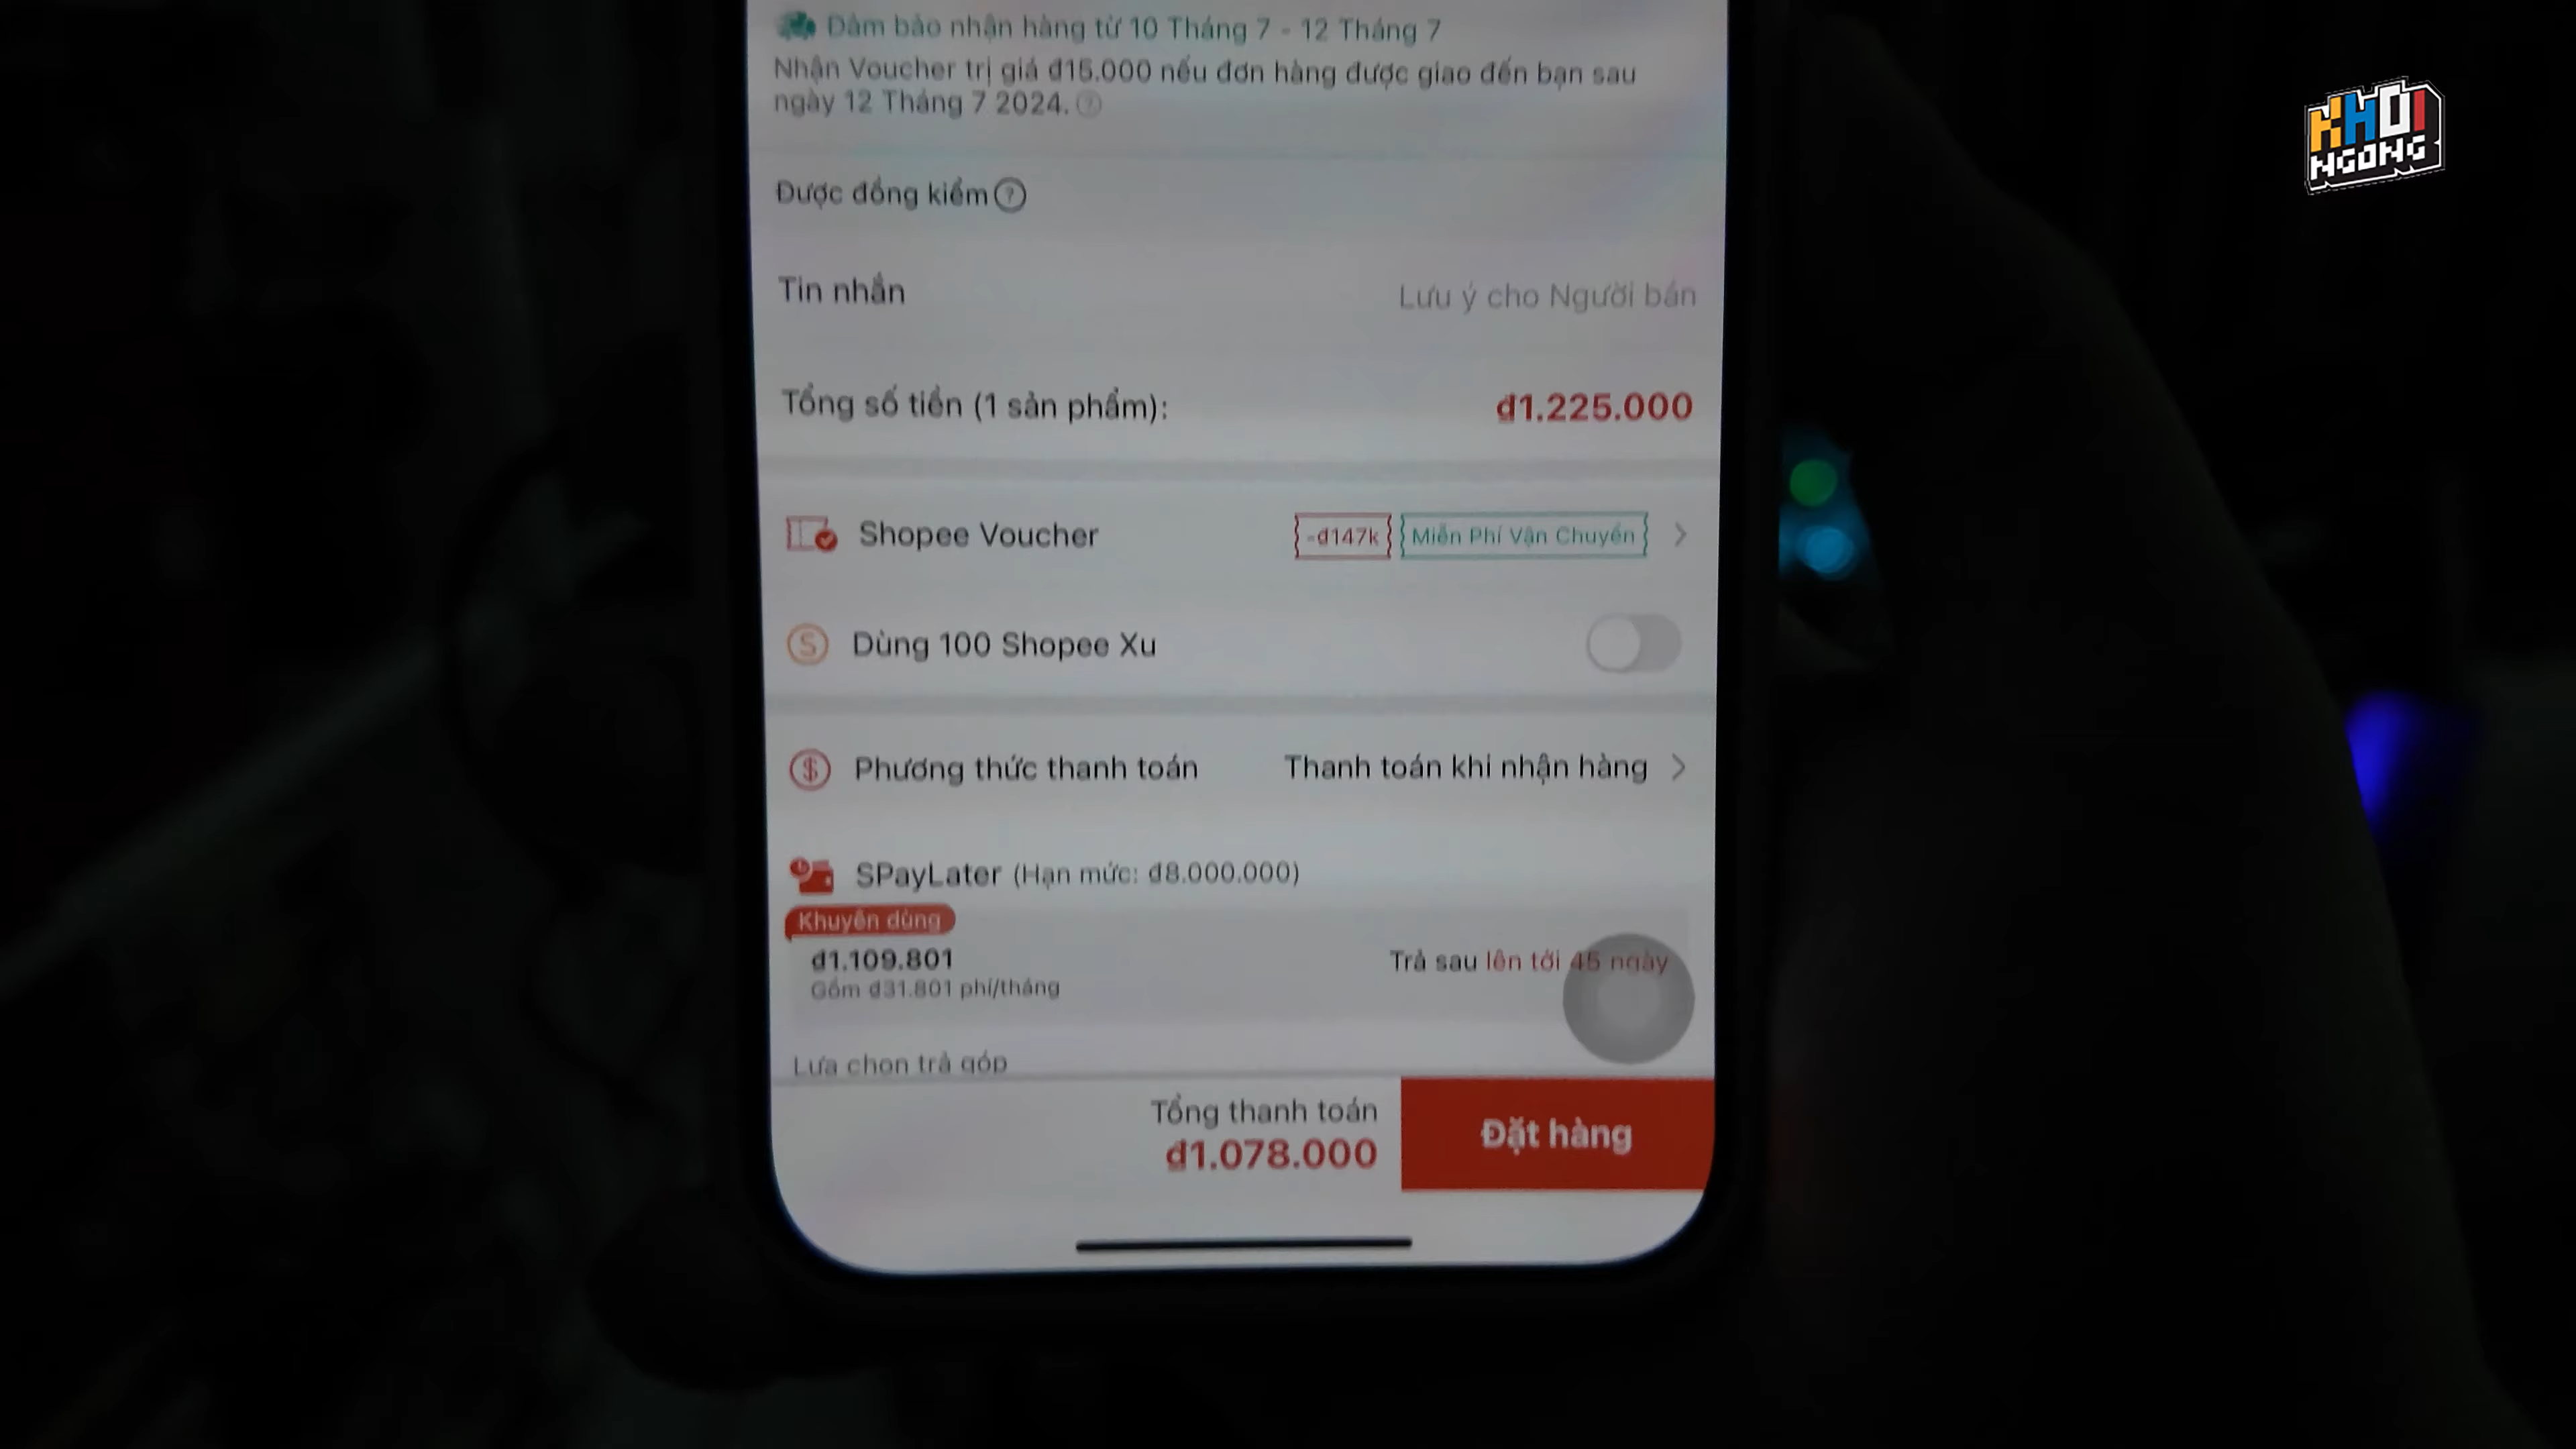 Đảm bảo nhận hàng từ 10 Tháng 7 - 12 Tháng 7
Nhận Voucher trị giá đ15.000 nếu đơn hàng được giao đến bạn sau
ngày 12 Tháng 7 2024. ?
Được đồng kiểm ?
Tin nhắn Lưu ý cho Người bán
Tổng số tiền (1 sản phẩm): đ1.225.000
Shopee Voucher -đ147k Miễn Phí Vận Chuyển >
S Dùng 100 Shopee Xu
$ Phương thức thanh toán Thanh toán khi nhận hàng >
SPayLater (Hạn mức: đ8.000.000)
Khuyên dùng
đ1.109.801 Trả sau lên tới 45 ngày
Gồm đ31.801 phí/tháng
Lựa chọn trả góp
Tổng thanh toán
đ1.078.000
Đặt hàng
KHOI
NGONG